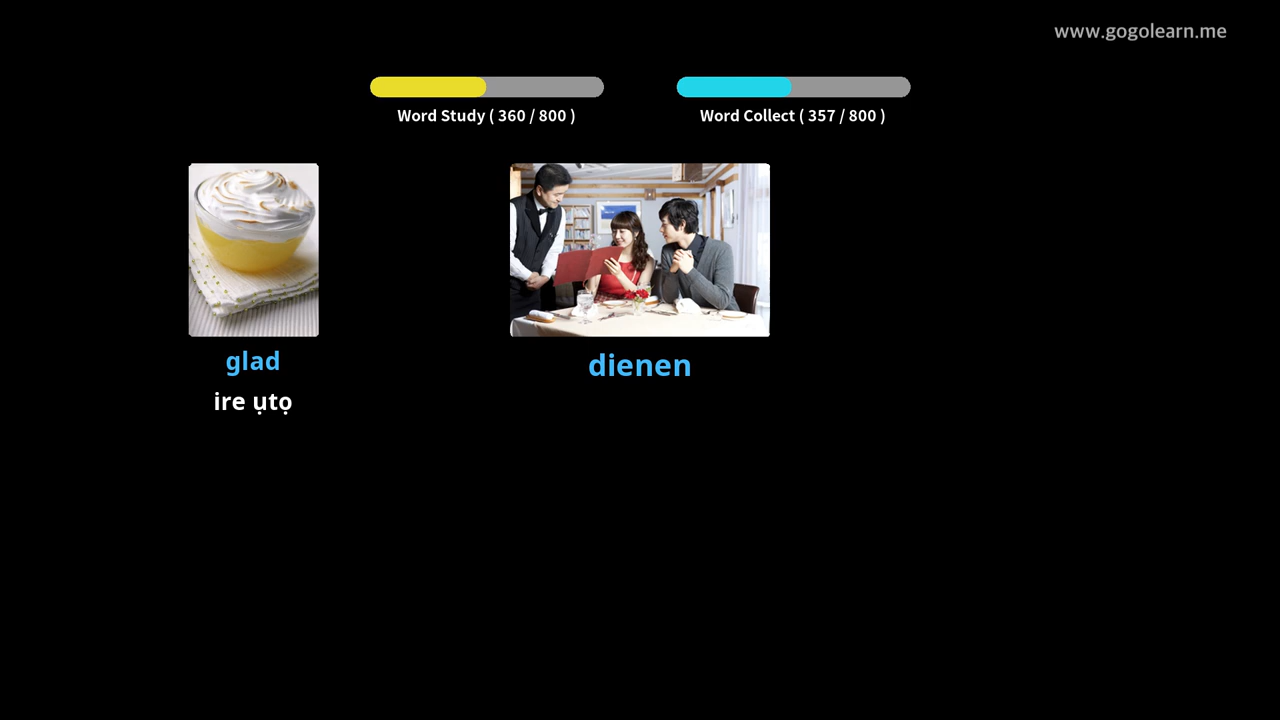 www.gogolearn.me
Word Study ( 360 / 800 )
Word Collect ( 357 / 800 )
glad
ire ụtọ
dienen